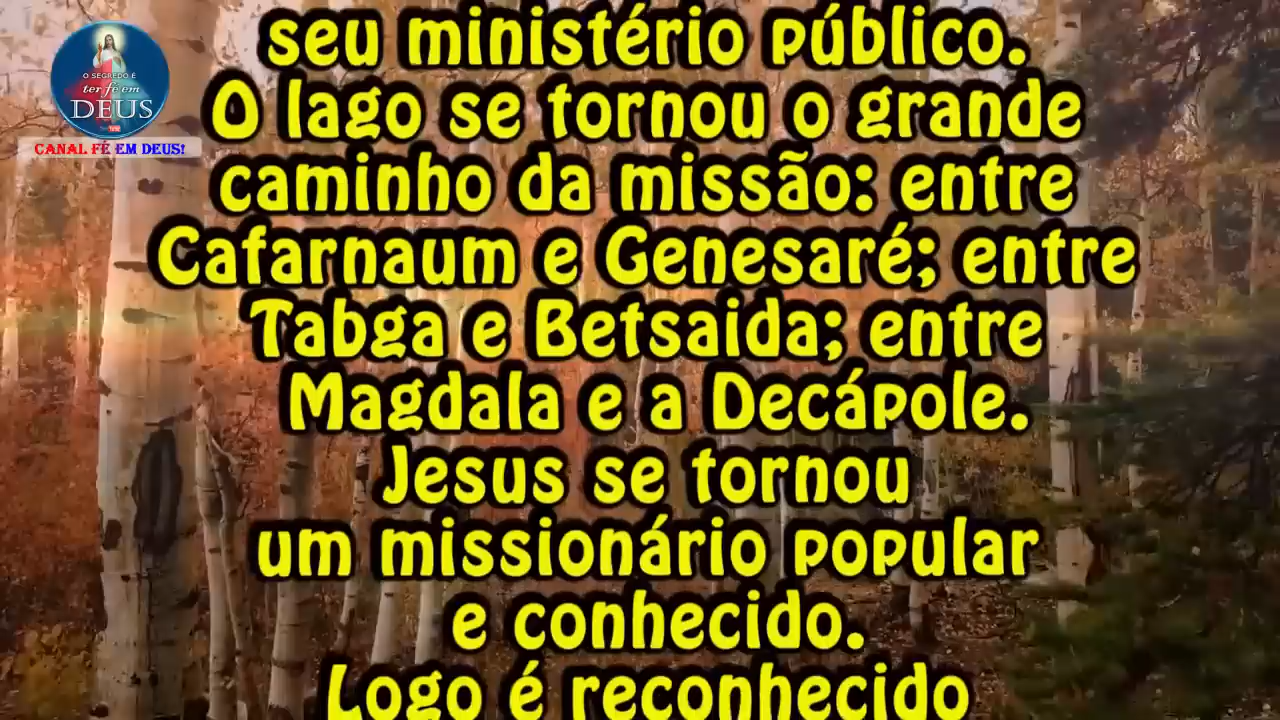 O SEGREDO É
ter fé em
DEUS
CANAL FÉ EM DEUS!
seu ministério público.
O lago se tornou o grande
caminho da missão: entre
Cafarnaum e Genesaré; entre
Tabga e Betsaida; entre
Magdala e a Decápole.
Jesus se tornou
um missionário popular
e conhecido.
Logo é reconhecido